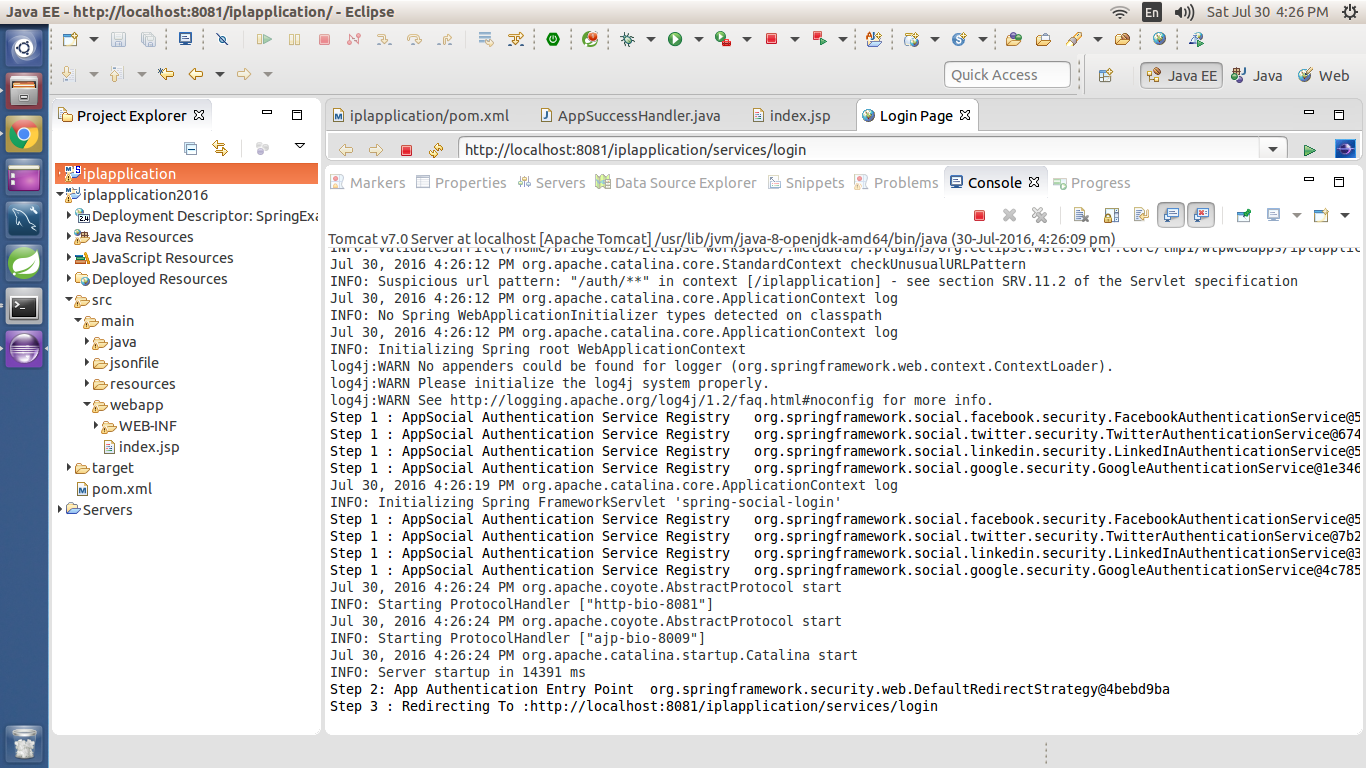 Java EE - http://localhost:8081/iplapplication/ - Eclipse
En
Sat Jul 30 4:26 PM
Quick Access
Java EE
Java
Web
Project Explorer
iplapplication
iplapplication2016
Deployment Descriptor: SpringExa
Java Resources
JavaScript Resources
Deployed Resources
src
main
java
jsonfile
resources
webapp
WEB-INF
index.jsp
target
pom.xml
Servers
iplapplication/pom.xml
AppSuccessHandler.java
index.jsp
Login Page
http://localhost:8081/iplapplication/services/login
Markers
Properties
Servers
Data Source Explorer
Snippets
Problems
Console
Progress
Tomcat v7.0 Server at localhost [Apache Tomcat] /usr/lib/jvm/java-8-openjdk-amd64/bin/java (30-Jul-2016, 4:26:09 pm)
Jul 30, 2016 4:26:12 PM org.apache.catalina.core.StandardContext checkUnusualURLPattern
INFO: Suspicious url pattern: "/auth/**" in context [/iplapplication] - see section SRV.11.2 of the Servlet specification
Jul 30, 2016 4:26:12 PM org.apache.catalina.core.ApplicationContext log
INFO: No Spring WebApplicationInitializer types detected on classpath
Jul 30, 2016 4:26:12 PM org.apache.catalina.core.ApplicationContext log
INFO: Initializing Spring root WebApplicationContext
log4j:WARN No appenders could be found for logger (org.springframework.web.context.ContextLoader).
log4j:WARN Please initialize the log4j system properly.
log4j:WARN See http://logging.apache.org/log4j/1.2/faq.html#noconfig for more info.
Step 1 : AppSocial Authentication Service Registry   org.springframework.social.facebook.security.FacebookAuthenticationService@5
Step 1 : AppSocial Authentication Service Registry   org.springframework.social.twitter.security.TwitterAuthenticationService@674
Step 1 : AppSocial Authentication Service Registry   org.springframework.social.linkedin.security.LinkedInAuthenticationService@5
Step 1 : AppSocial Authentication Service Registry   org.springframework.social.google.security.GoogleAuthenticationService@1e346
Jul 30, 2016 4:26:19 PM org.apache.catalina.core.ApplicationContext log
INFO: Initializing Spring FrameworkServlet 'spring-social-login'
Step 1 : AppSocial Authentication Service Registry   org.springframework.social.facebook.security.FacebookAuthenticationService@5
Step 1 : AppSocial Authentication Service Registry   org.springframework.social.twitter.security.TwitterAuthenticationService@7b2
Step 1 : AppSocial Authentication Service Registry   org.springframework.social.linkedin.security.LinkedInAuthenticationService@3
Step 1 : AppSocial Authentication Service Registry   org.springframework.social.google.security.GoogleAuthenticationService@4c785
Jul 30, 2016 4:26:24 PM org.apache.coyote.AbstractProtocol start
INFO: Starting ProtocolHandler ["http-bio-8081"]
Jul 30, 2016 4:26:24 PM org.apache.coyote.AbstractProtocol start
INFO: Starting ProtocolHandler ["ajp-bio-8009"]
Jul 30, 2016 4:26:24 PM org.apache.catalina.startup.Catalina start
INFO: Server startup in 14391 ms
Step 2: App Authentication Entry Point  org.springframework.security.web.DefaultRedirectStrategy@4bebd9ba
Step 3 : Redirecting To :http://localhost:8081/iplapplication/services/login